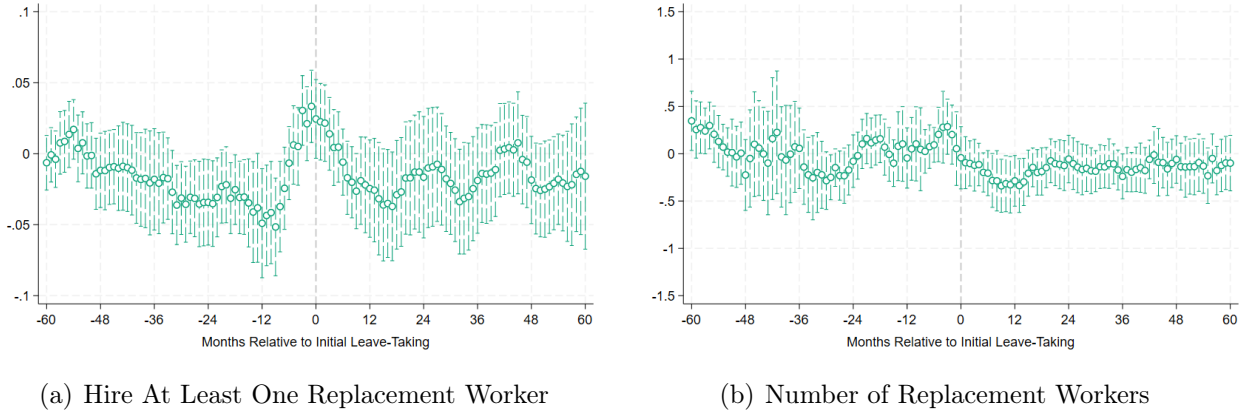 .1
.05
0
-.05
-.1
-60 -48 -36 -24 -12 0 12 24 36 48 60
Months Relative to Initial Leave-Taking
(a) Hire At Least One Replacement Worker
1.5
1
.5
0
-.5
-1
-1.5
-60 -48 -36 -24 -12 0 12 24 36 48 60
Months Relative to Initial Leave-Taking
(b) Number of Replacement Workers